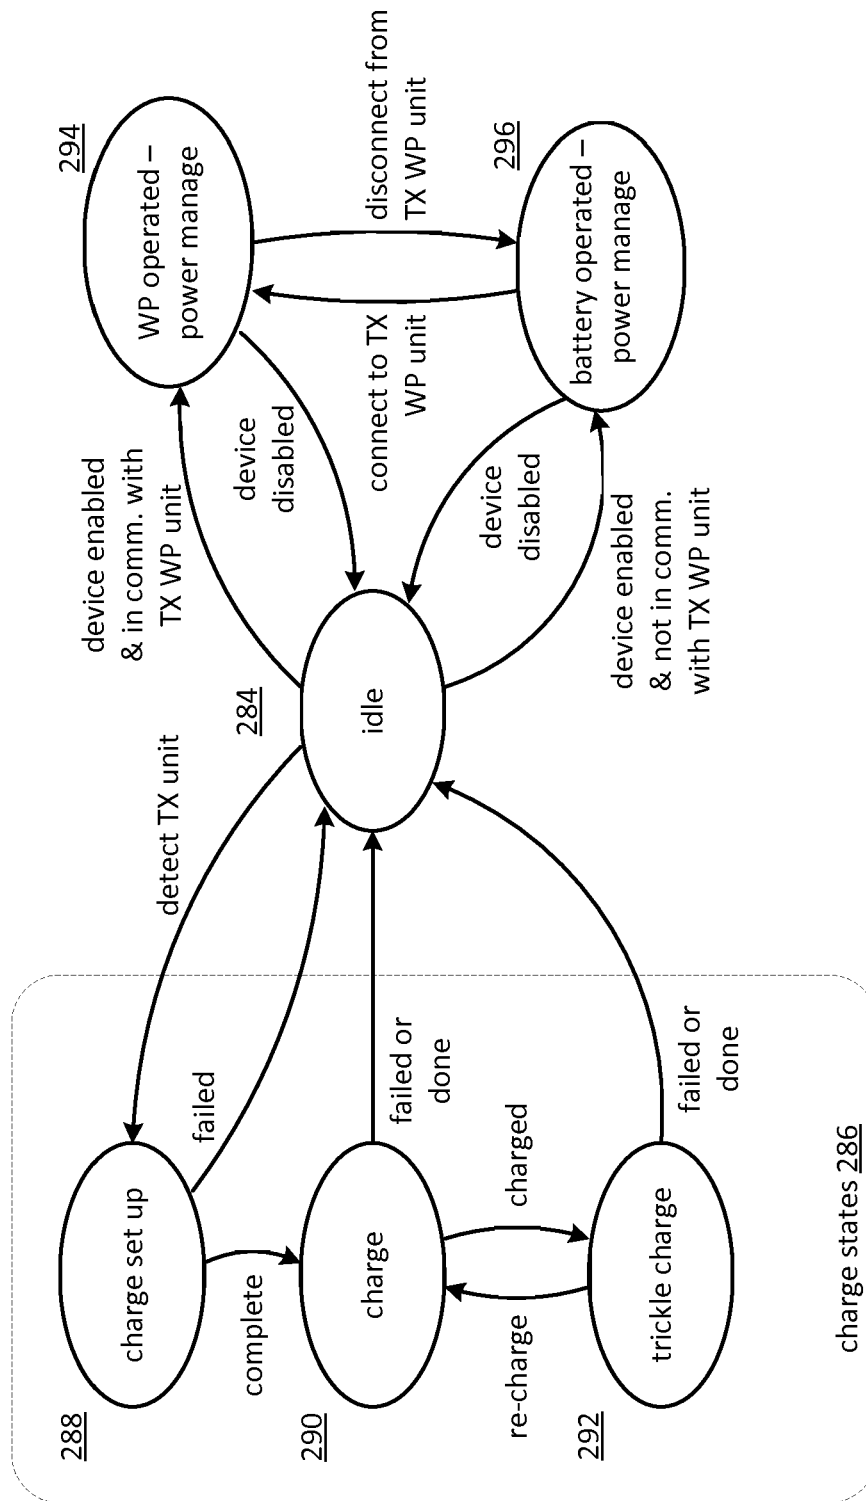 288
charge set up
complete
failed
detect TX unit
290
charge
failed or
done
re-charge
charged
292
trickle charge
failed or
done
charge states 286
284
idle
device enabled
& in comm. with
TX WP unit
device
disabled
294
WP operated –
power manage
connect to TX
WP unit
disconnect from
TX WP unit
device
disabled
device enabled
& not in comm.
with TX WP unit
296
battery operated –
power manage